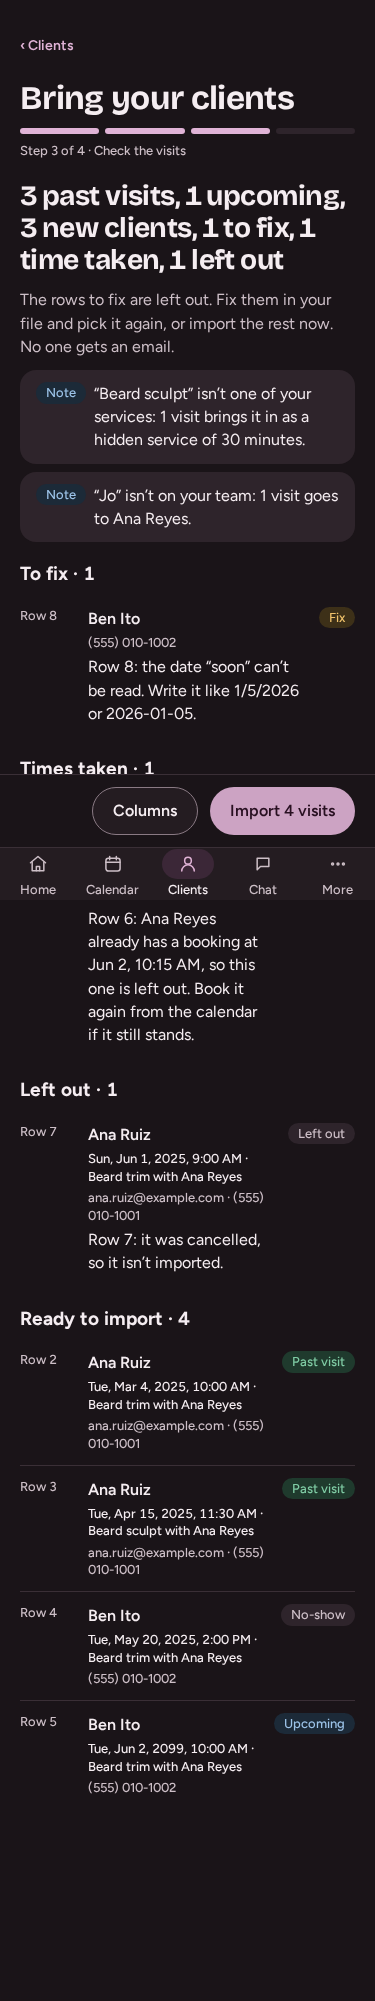 ‹ Clients
Bring your clients
Step 3 of 4 · Check the visits
3 past visits, 1 upcoming,
3 new clients, 1 to fix, 1
time taken, 1 left out
The rows to fix are left out. Fix them in your
file and pick it again, or import the rest now.
No one gets an email.
Note
“Beard sculpt” isn’t one of your
services: 1 visit brings it in as a
hidden service of 30 minutes.
Note
“Jo” isn’t on your team: 1 visit goes
to Ana Reyes.
To fix · 1
Row 8
Ben Ito
Fix
(555) 010-1002
Row 8: the date “soon” can’t
be read. Write it like 1/5/2026
or 2026-01-05.
Times taken · 1
Columns
Import 4 visits
Home
Calendar
Clients
Chat
More
Row 6: Ana Reyes
already has a booking at
Jun 2, 10:15 AM, so this
one is left out. Book it
again from the calendar
if it still stands.
Left out · 1
Row 7
Ana Ruiz
Left out
Sun, Jun 1, 2025, 9:00 AM ·
Beard trim with Ana Reyes
ana.ruiz@example.com · (555)
010-1001
Row 7: it was cancelled,
so it isn’t imported.
Ready to import · 4
Row 2
Ana Ruiz
Past visit
Tue, Mar 4, 2025, 10:00 AM ·
Beard trim with Ana Reyes
ana.ruiz@example.com · (555)
010-1001
Row 3
Ana Ruiz
Past visit
Tue, Apr 15, 2025, 11:30 AM ·
Beard sculpt with Ana Reyes
ana.ruiz@example.com · (555)
010-1001
Row 4
Ben Ito
No-show
Tue, May 20, 2025, 2:00 PM ·
Beard trim with Ana Reyes
(555) 010-1002
Row 5
Ben Ito
Upcoming
Tue, Jun 2, 2099, 10:00 AM ·
Beard trim with Ana Reyes
(555) 010-1002